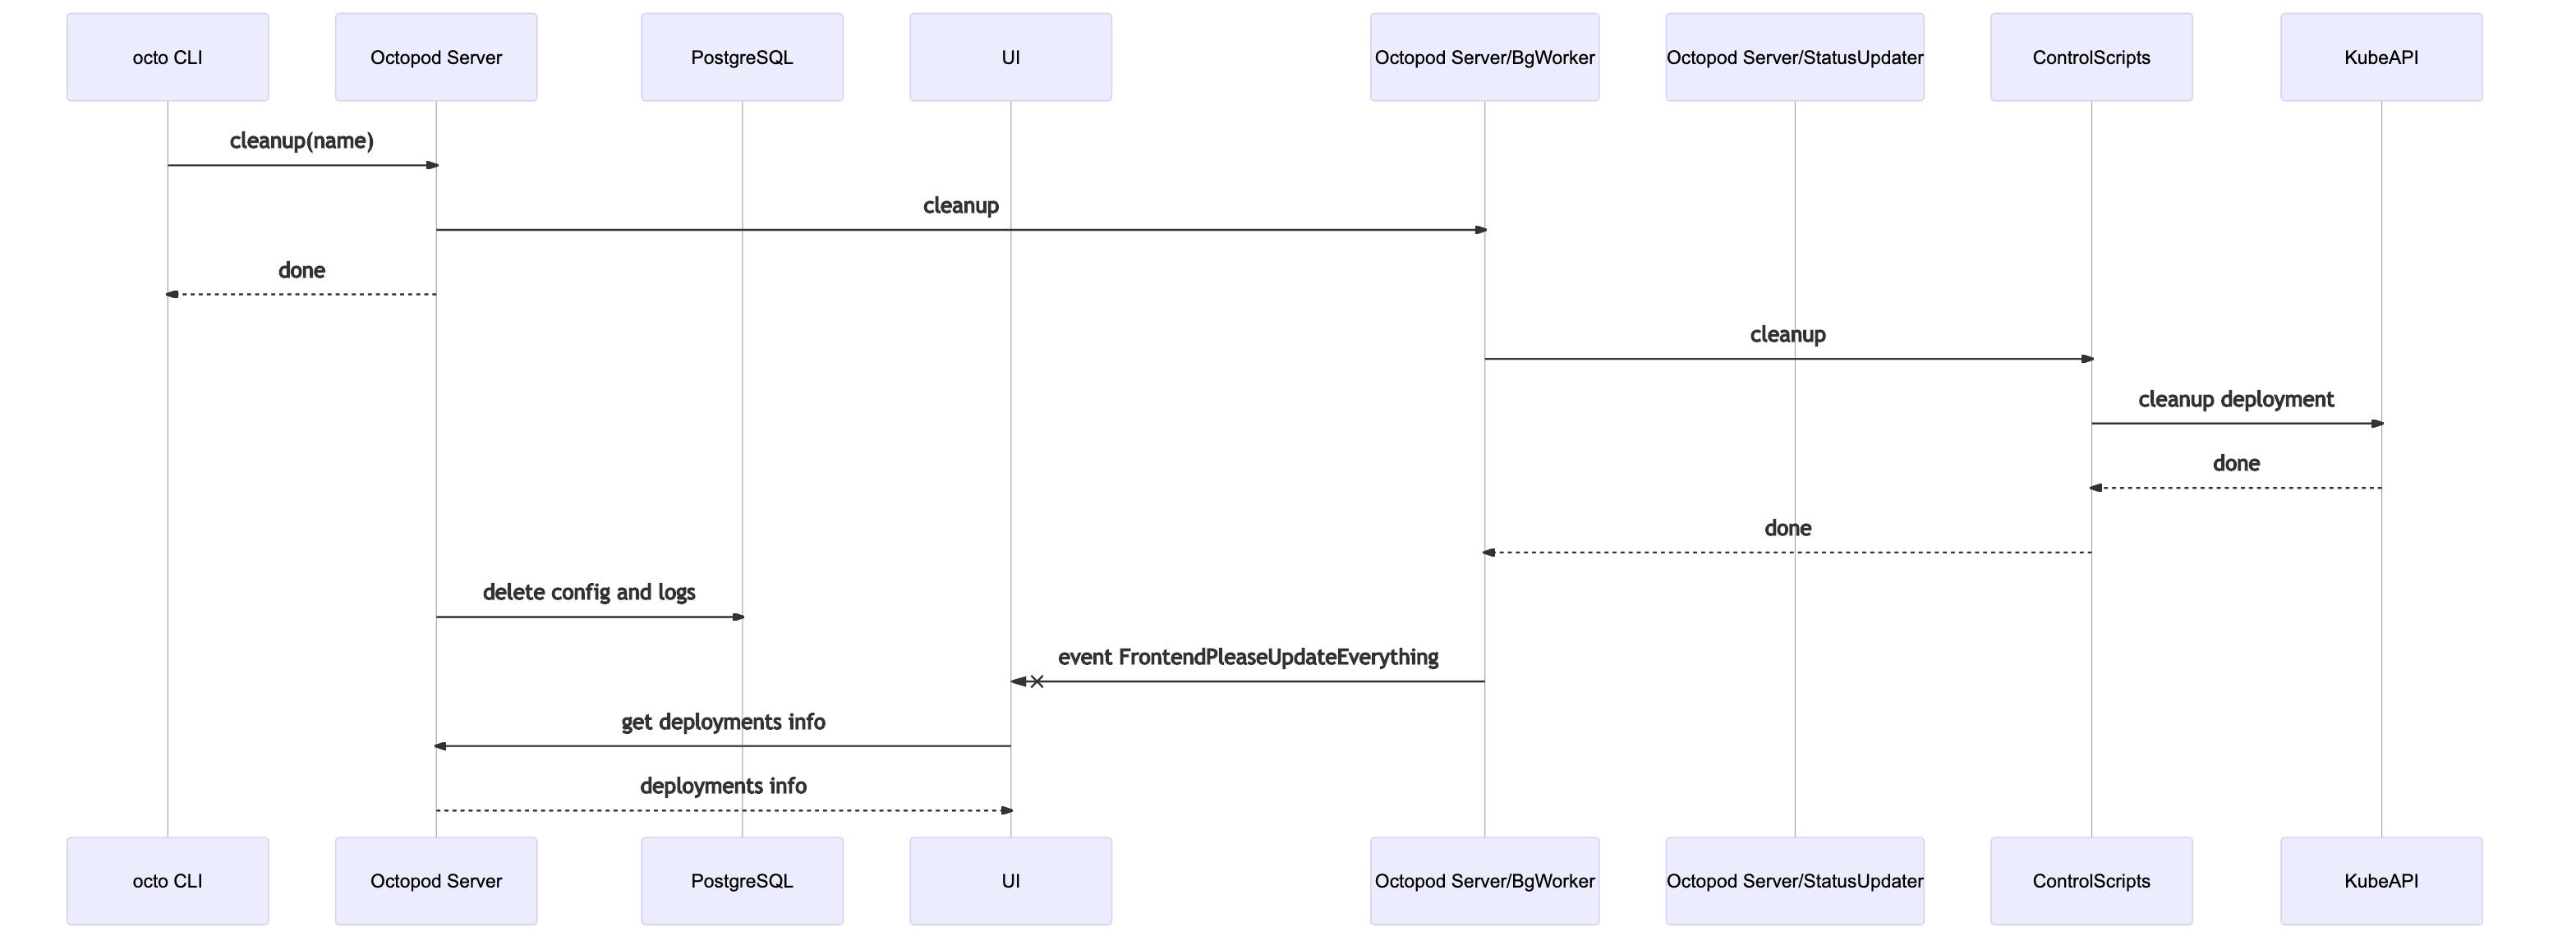 octo CLI
Octopod Server
PostgreSQL
UI
Octopod Server/BgWorker
Octopod Server/StatusUpdater
ControlScripts
KubeAPI
cleanup(name)
cleanup
done
cleanup
cleanup deployment
done
done
delete config and logs
event FrontendPleaseUpdateEverything
get deployments info
deployments info
octo CLI
Octopod Server
PostgreSQL
UI
Octopod Server/BgWorker
Octopod Server/StatusUpdater
ControlScripts
KubeAPI